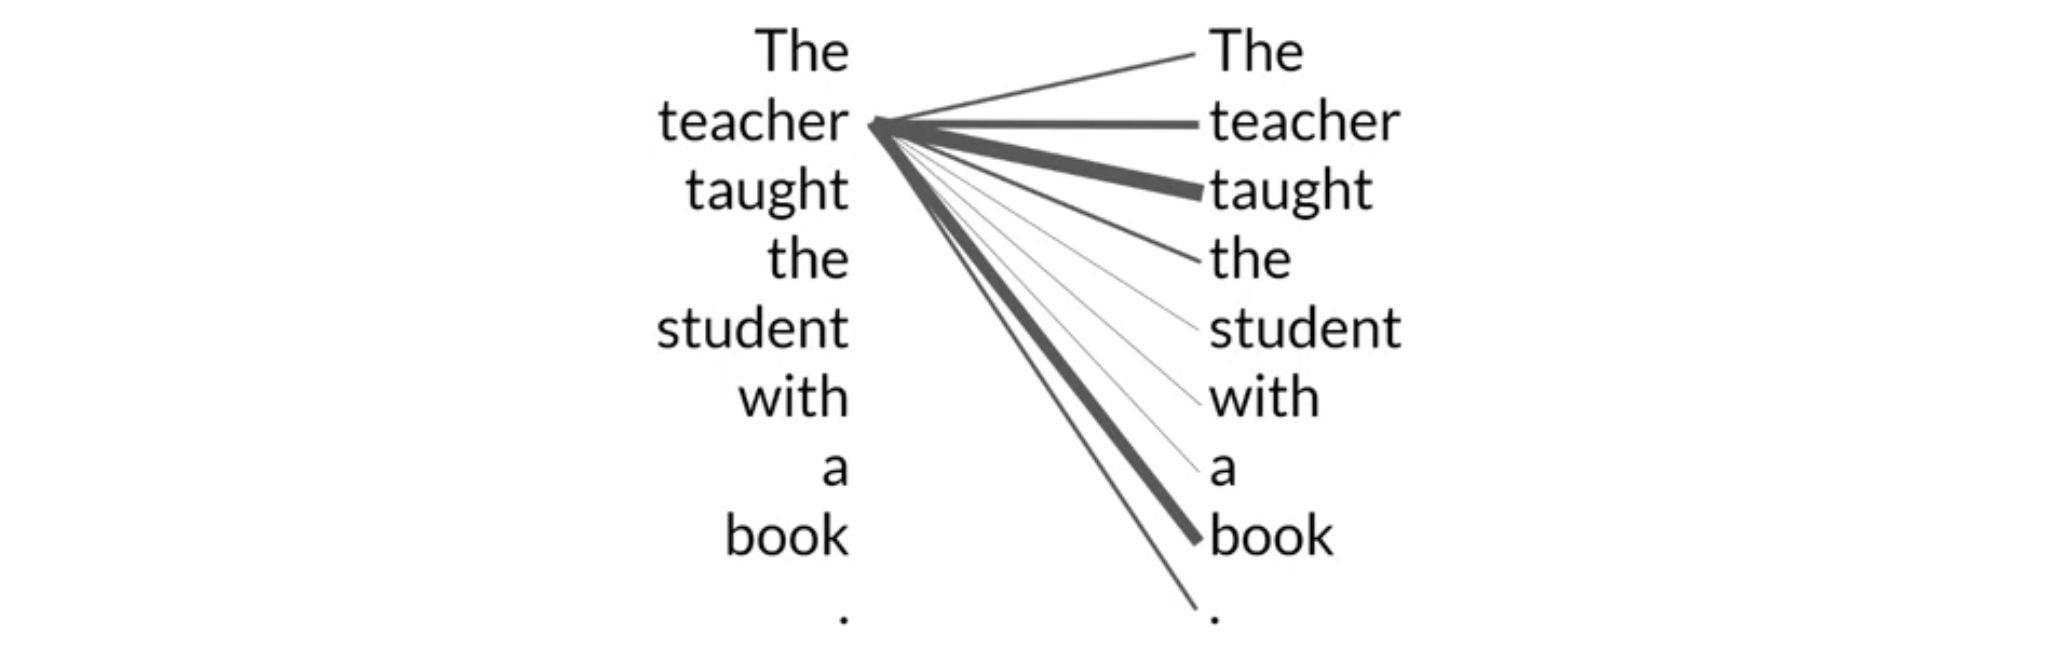 The The
teacher teacher
taught taught
the the
student student
with with
a a
book book
. .